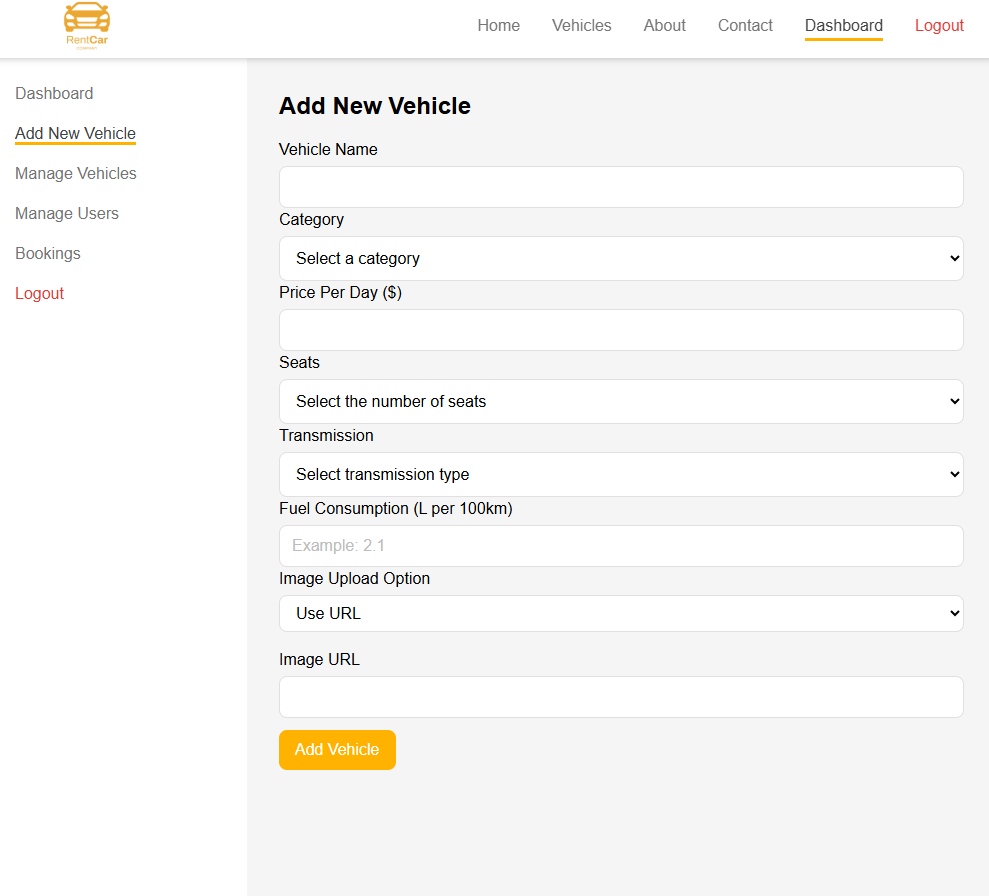 RentCar
Home Vehicles About Contact Dashboard Logout
Dashboard
Add New Vehicle
Manage Vehicles
Manage Users
Bookings
Logout
Add New Vehicle
Vehicle Name
Category
Select a category
Price Per Day ($)
Seats
Select the number of seats
Transmission
Select transmission type
Fuel Consumption (L per 100km)
Example: 2.1
Image Upload Option
Use URL
Image URL
Add Vehicle